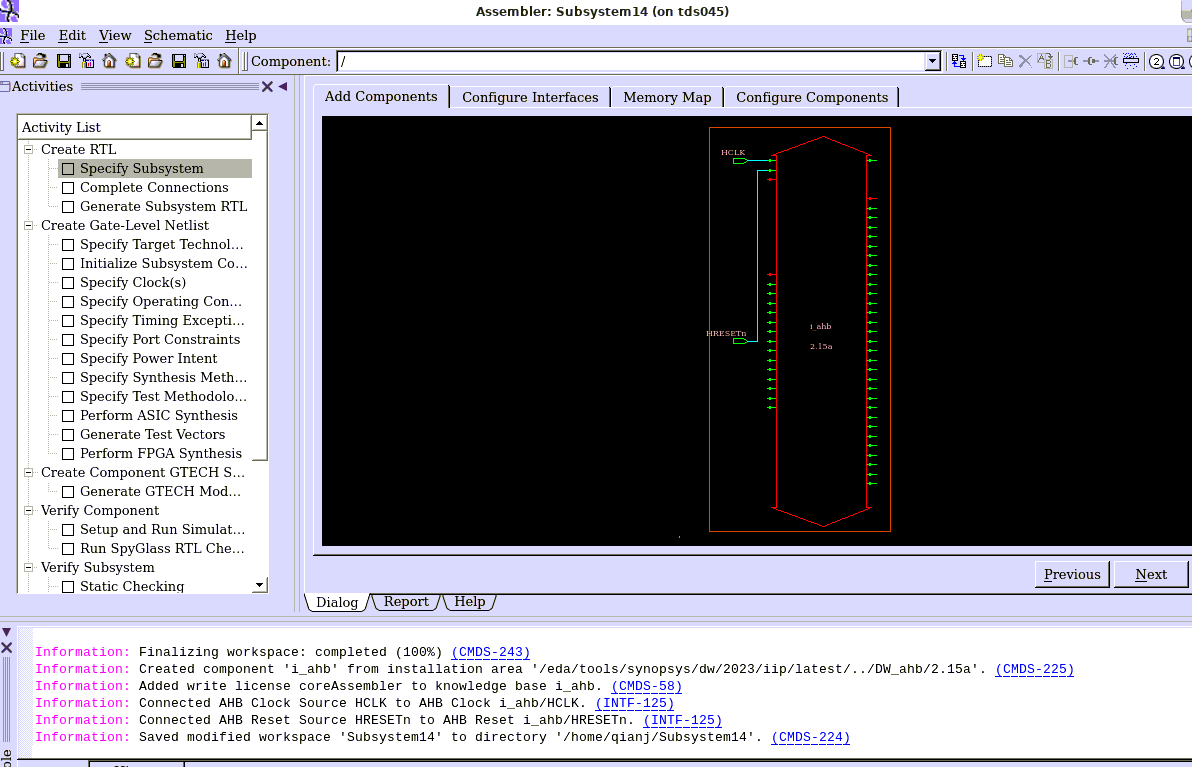 Assembler: Subsystem14 (on tds045)
File Edit View Schematic Help
Component: /
Activities
Add Components Configure Interfaces Memory Map Configure Components
Activity List
Create RTL
Specify Subsystem
Complete Connections
Generate Subsystem RTL
Create Gate-Level Netlist
Specify Target Technol...
Initialize Subsystem Co...
Specify Clock(s)
Specify Operating Con...
Specify Timing Excepti...
Specify Port Constraints
Specify Power Intent
Specify Synthesis Meth...
Specify Test Methodolo...
Perform ASIC Synthesis
Generate Test Vectors
Perform FPGA Synthesis
Create Component GTECH S...
Generate GTECH Mod...
Verify Component
Setup and Run Simulat...
Run SpyGlass RTL Che...
Verify Subsystem
Static Checking
HCLK
HRESETn
i_ahb
2.15a
Previous Next
Dialog Report Help
Information: Finalizing workspace: completed (100%) (CMDS-243)
Information: Created component 'i_ahb' from installation area '/eda/tools/synopsys/dw/2023/iip/latest/../DW_ahb/2.15a'. (CMDS-225)
Information: Added write license coreAssembler to knowledge base i_ahb. (CMDS-58)
Information: Connected AHB Clock Source HCLK to AHB Clock i_ahb/HCLK. (INTF-125)
Information: Connected AHB Reset Source HRESETn to AHB Reset i_ahb/HRESETn. (INTF-125)
Information: Saved modified workspace 'Subsystem14' to directory '/home/qianj/Subsystem14'. (CMDS-224)